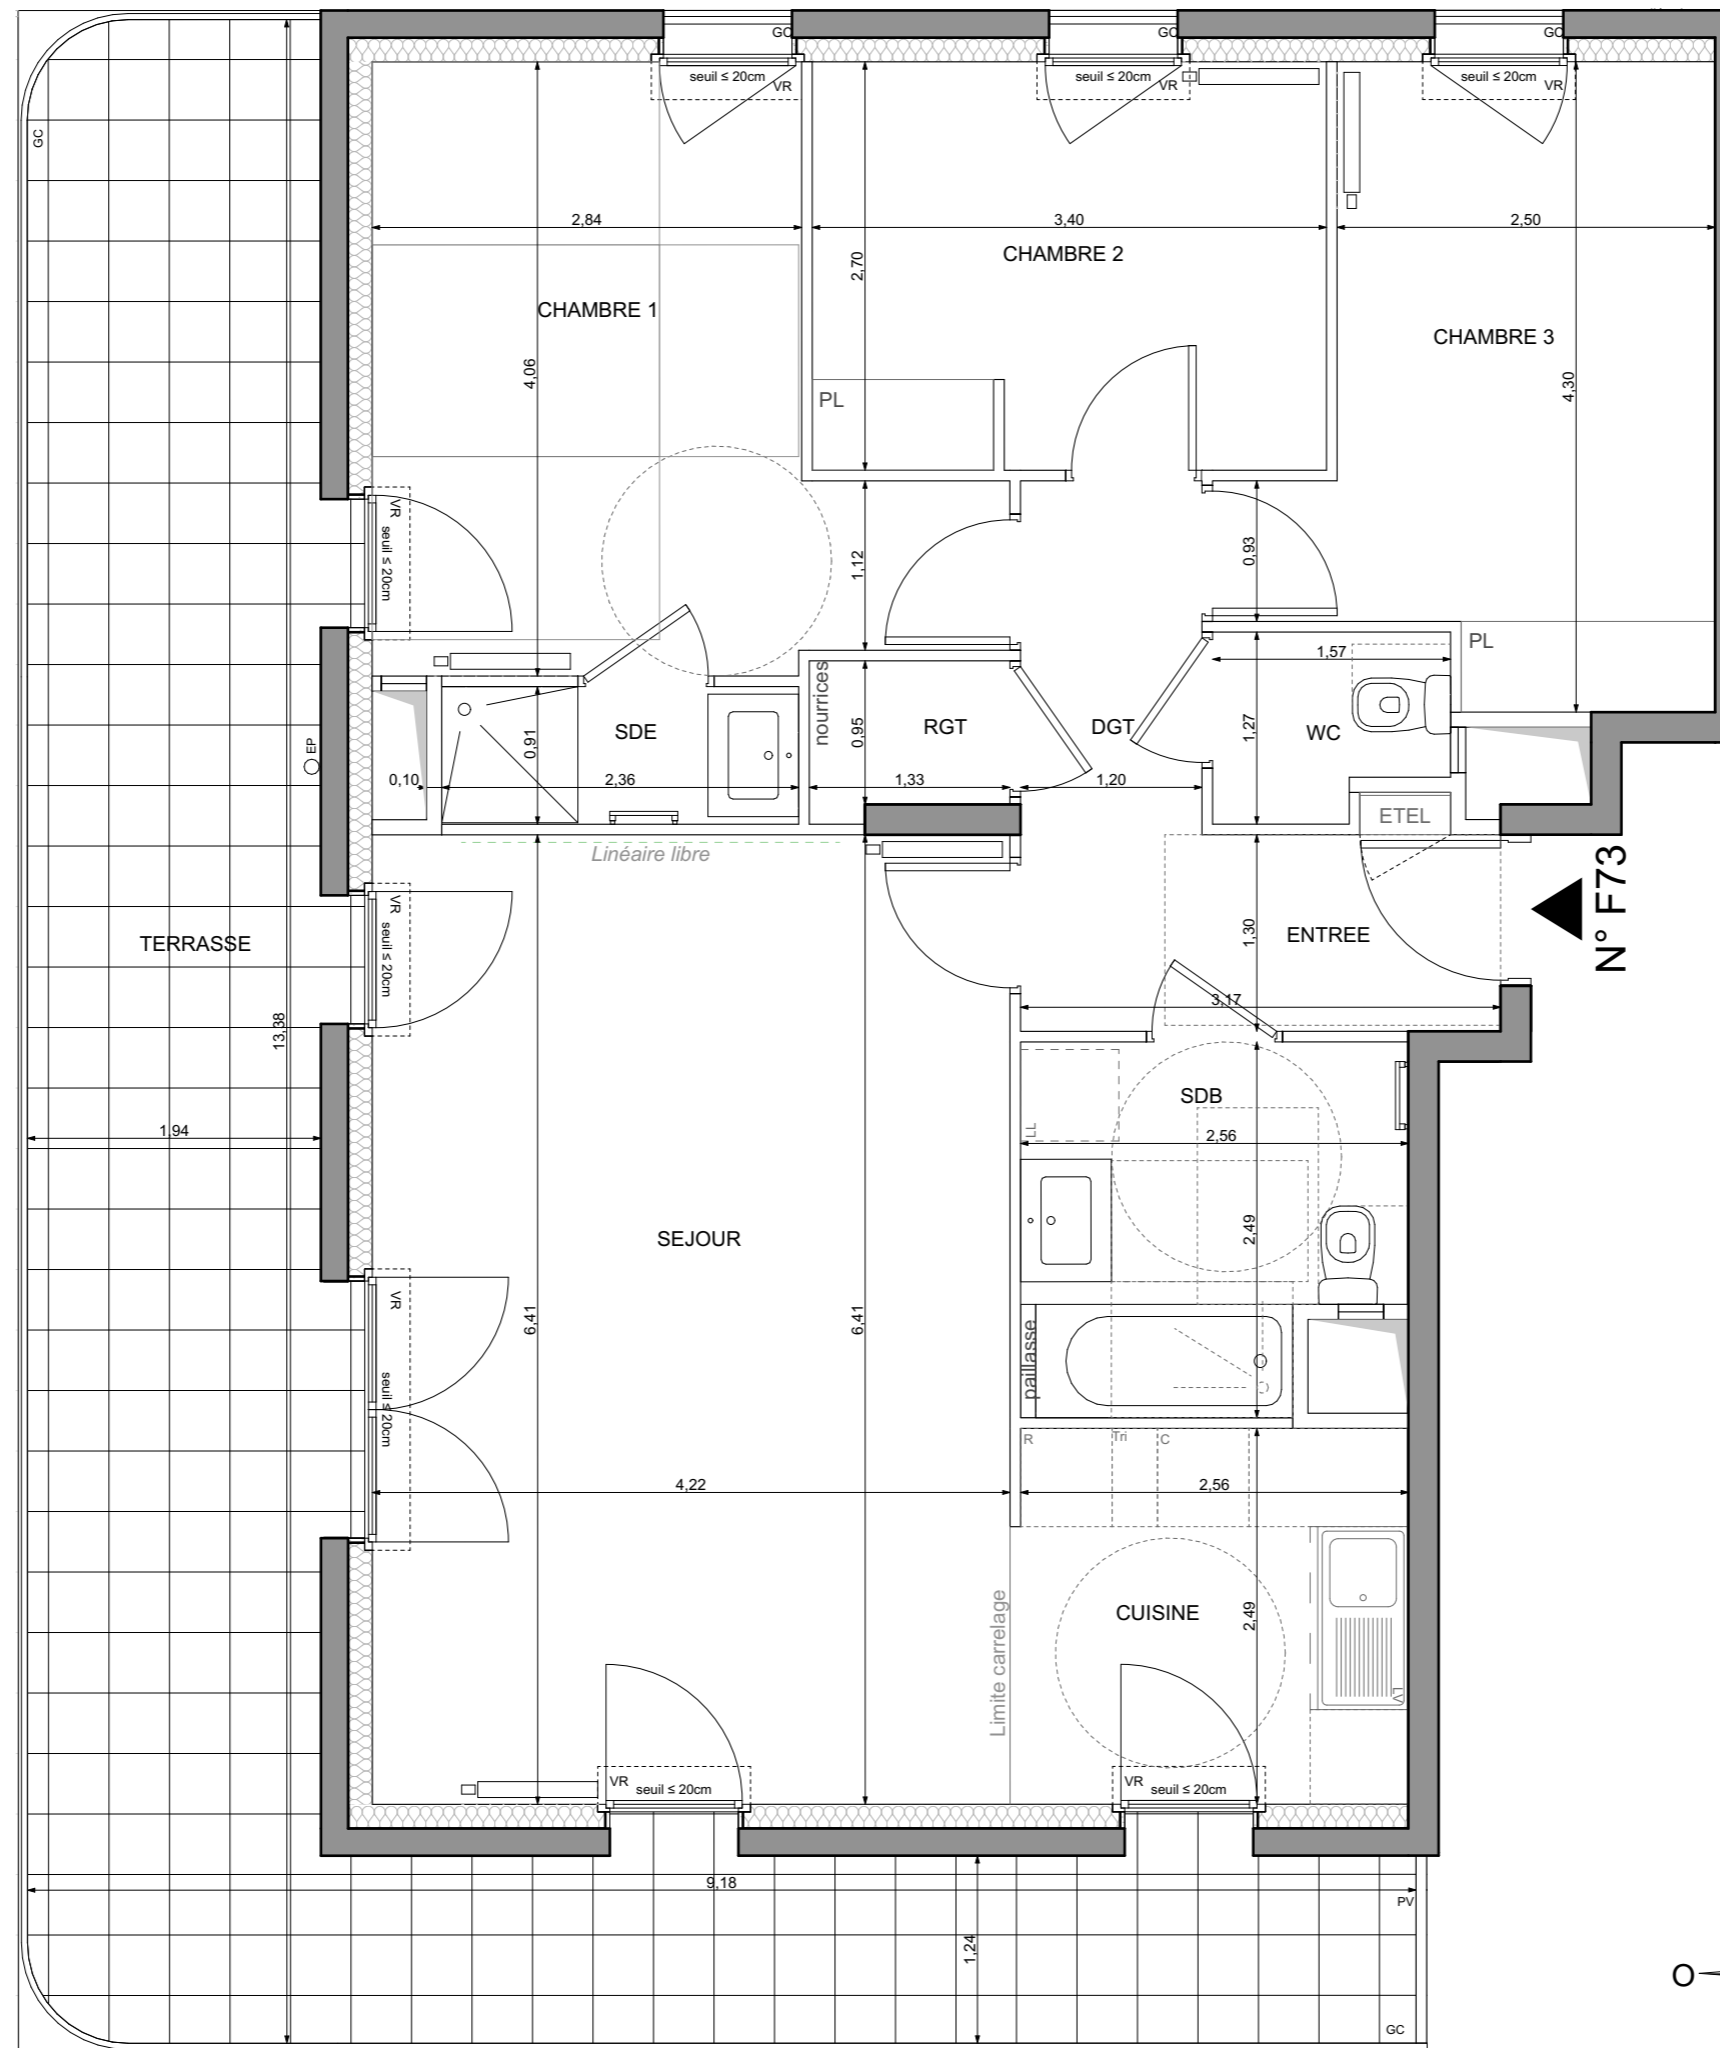 GC
GC
GC
seuil ≤ 20cm
VR
seuil ≤ 20cm
VR
seuil ≤ 20cm
VR
GC
2,84
3,40
2,50
CHAMBRE 1
CHAMBRE 2
CHAMBRE 3
2,70
4,06
4,30
PL
VR
seuil ≤ 20cm
1,12
0,93
PL
1,57
nourrices
SDE
RGT
DGT
WC
0,91
0,95
1,27
EP
0,10
2,36
1,33
1,20
ETEL
Linéaire libre
VR
seuil ≤ 20cm
TERRASSE
ENTREE
1,30
N° F73
3,17
13,38
SDB
LL
1,94
2,56
SEJOUR
2,49
VR
seuil ≤ 20cm
6,41
6,41
paillasse
R
Tri
C
4,22
2,56
Limite carrelage
CUISINE
2,49
LV
VR
seuil ≤ 20cm
VR
seuil ≤ 20cm
9,18
PV
1,24
O
GC